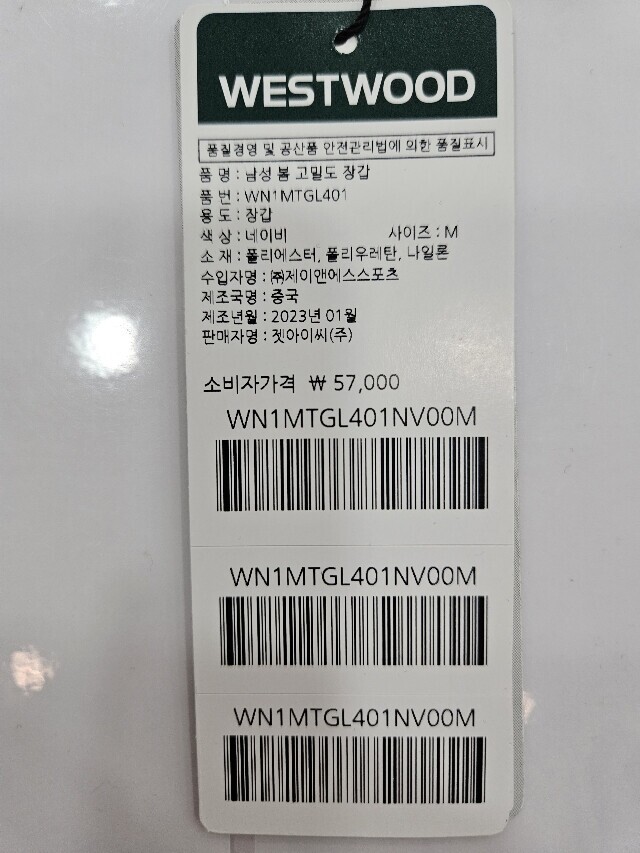 WESTWOOD
품질경영 및 공산품 안전관리법에 의한 품질표시
품 명 : 남성 봄 고밀도 장갑
품 번 : WN1MTGL401
용 도 : 장갑
색 상 : 네이비 사이즈 : M
소 재 : 폴리에스터, 폴리우레탄, 나일론
수입자명 : ㈜제이앤에스스포츠
제조국명 : 중국
제조년월 : 2023년 01월
판매자명 : 젯아이씨(주)
소비자가격 ₩ 57,000
WN1MTGL401NV00M
WN1MTGL401NV00M
WN1MTGL401NV00M